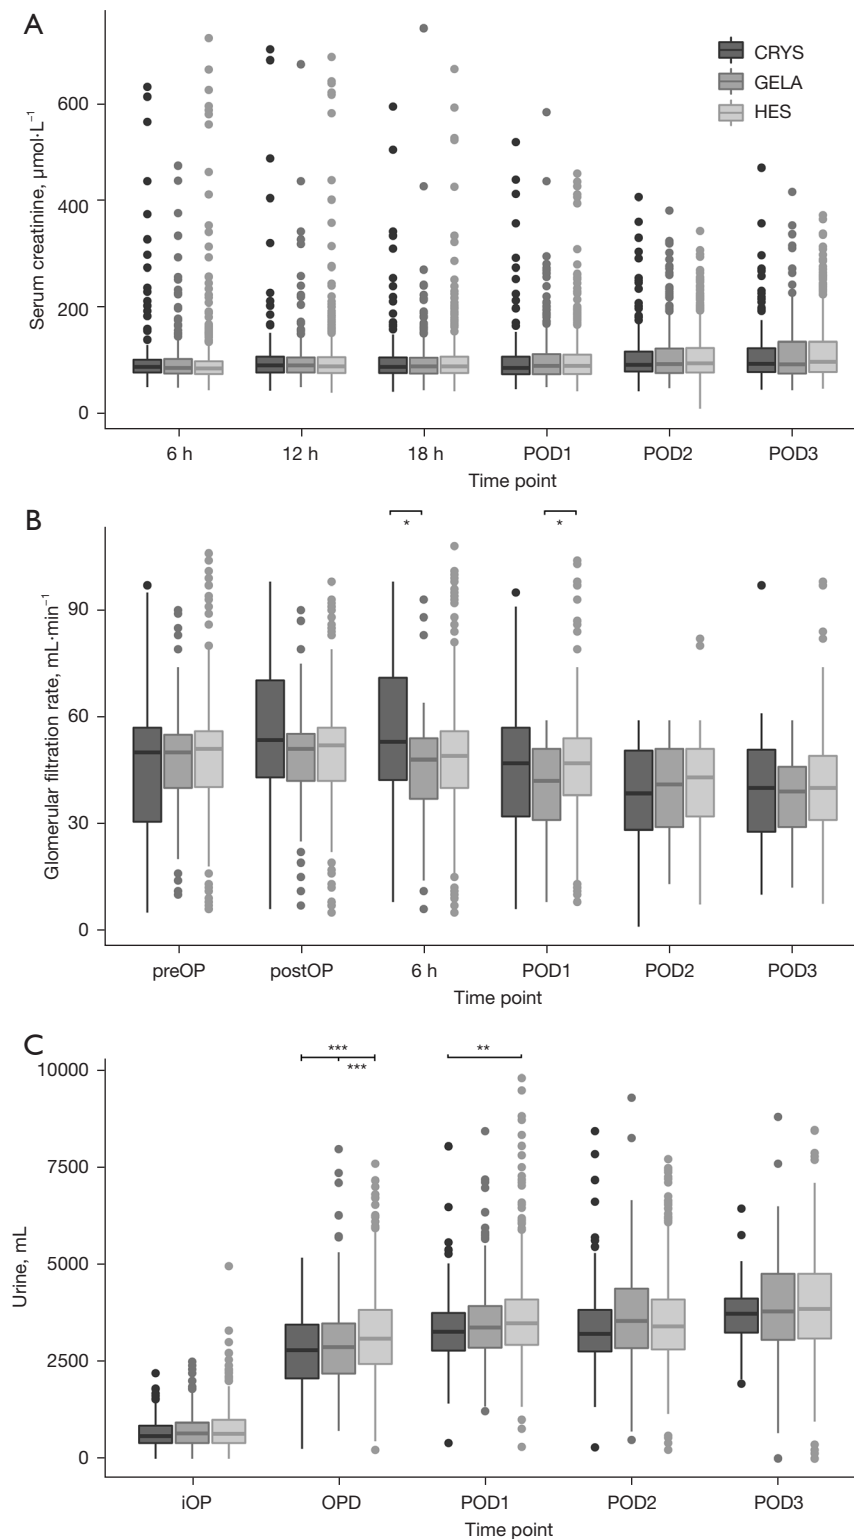 A
CRYS
GELA
HES
Serum creatinine, μmol·L⁻¹
600
400
200
0
6 h 12 h 18 h POD1 POD2 POD3
Time point
B
* *
Glomerular filtration rate, mL·min⁻¹
90
60
30
0
preOP postOP 6 h POD1 POD2 POD3
Time point
C
*** **
***
Urine, mL
10000
7500
5000
2500
0
iOP OPD POD1 POD2 POD3
Time point